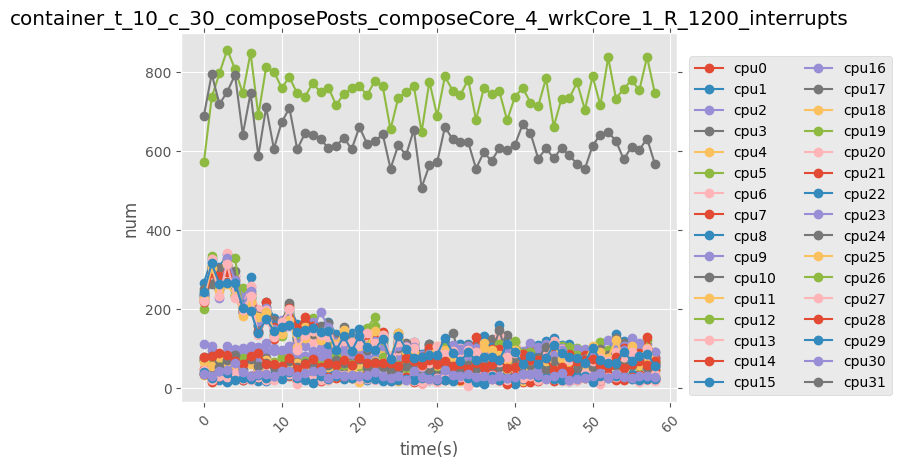 container_t_10_c_30_composePosts_composeCore_4_wrkCore_1_R_1200_interrupts
800
600
400
200
0
num
0
10
20
30
40
50
60
time(s)
cpu0
cpu1
cpu2
cpu3
cpu4
cpu5
cpu6
cpu7
cpu8
cpu9
cpu10
cpu11
cpu12
cpu13
cpu14
cpu15
cpu16
cpu17
cpu18
cpu19
cpu20
cpu21
cpu22
cpu23
cpu24
cpu25
cpu26
cpu27
cpu28
cpu29
cpu30
cpu31